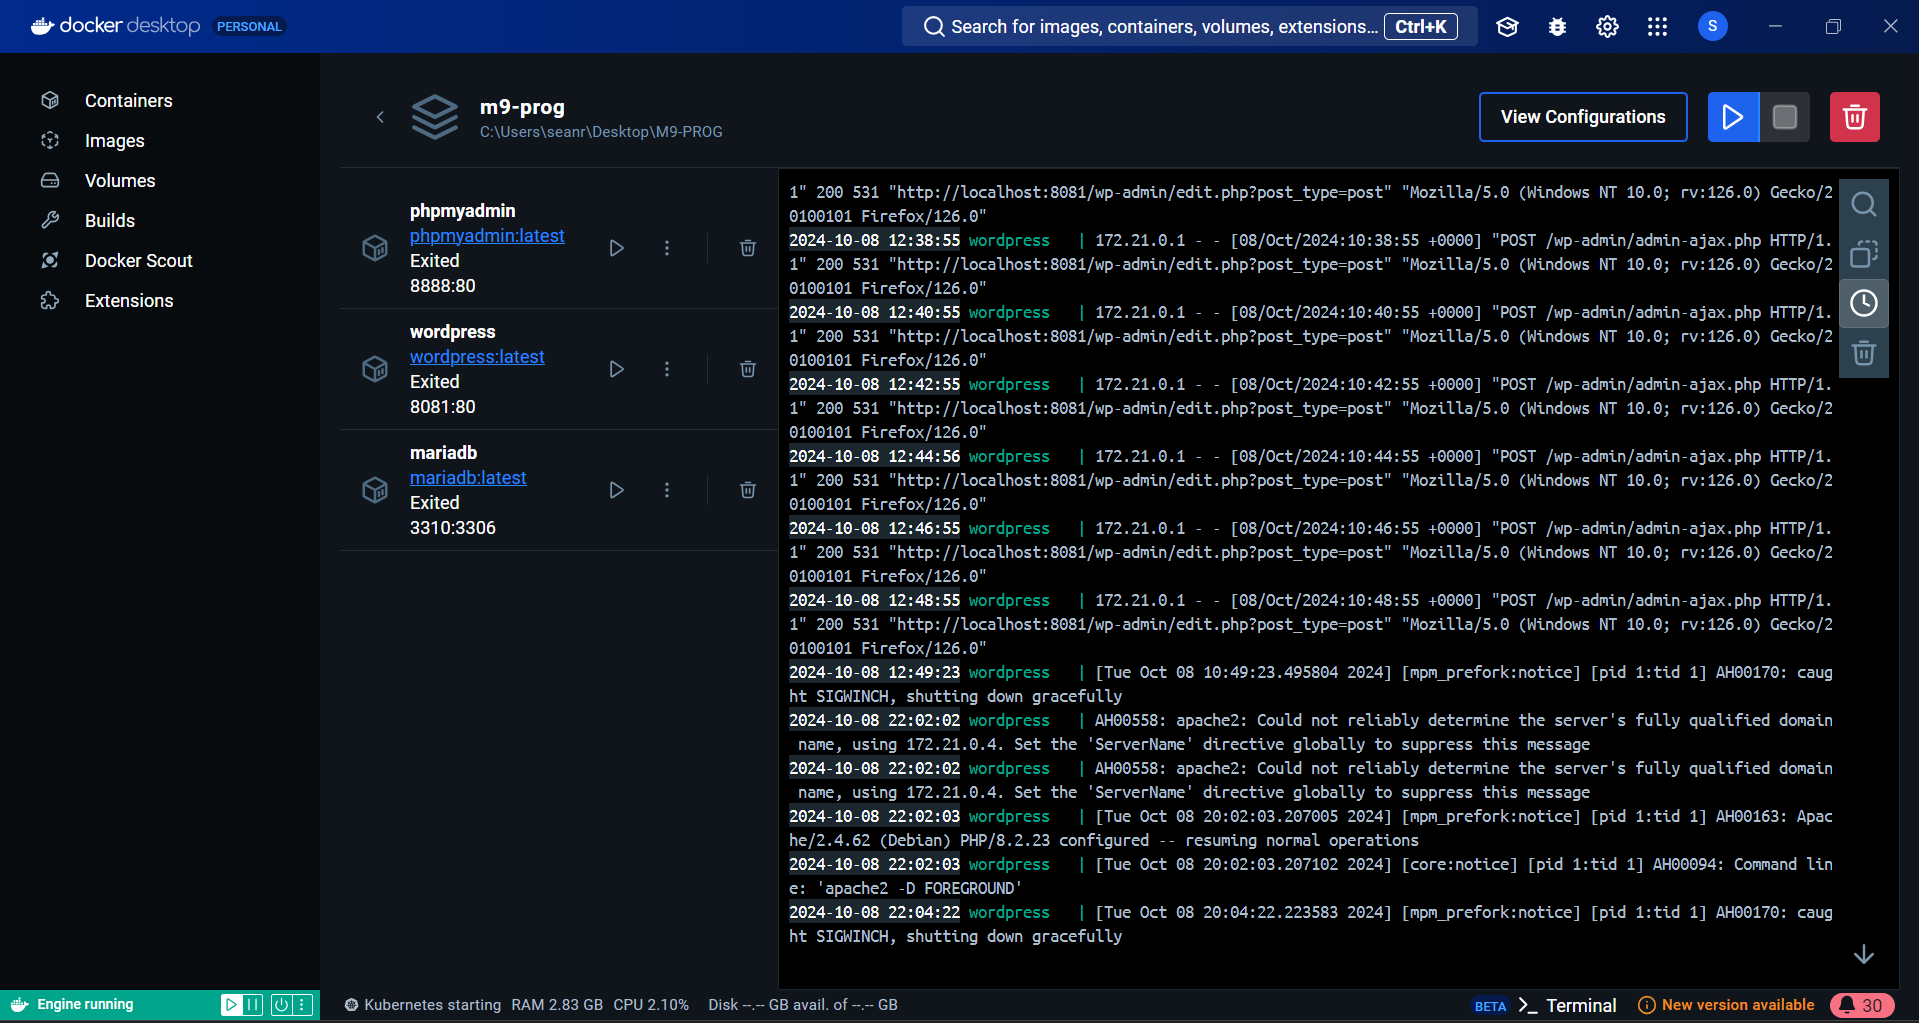 docker desktop PERSONAL
Search for images, containers, volumes, extensions... Ctrl+K
S
Containers
Images
Volumes
Builds
Docker Scout
Extensions
m9-prog
C:\Users\seanr\Desktop\M9-PROG
View Configurations
phpmyadmin
phpmyadmin:latest
Exited
8888:80
wordpress
wordpress:latest
Exited
8081:80
mariadb
mariadb:latest
Exited
3310:3306
1" 200 531 "http://localhost:8081/wp-admin/edit.php?post_type=post" "Mozilla/5.0 (Windows NT 10.0; rv:126.0) Gecko/2
0100101 Firefox/126.0"
2024-10-08 12:38:55 wordpress | 172.21.0.1 - - [08/Oct/2024:10:38:55 +0000] "POST /wp-admin/admin-ajax.php HTTP/1.
1" 200 531 "http://localhost:8081/wp-admin/edit.php?post_type=post" "Mozilla/5.0 (Windows NT 10.0; rv:126.0) Gecko/2
0100101 Firefox/126.0"
2024-10-08 12:40:55 wordpress | 172.21.0.1 - - [08/Oct/2024:10:40:55 +0000] "POST /wp-admin/admin-ajax.php HTTP/1.
1" 200 531 "http://localhost:8081/wp-admin/edit.php?post_type=post" "Mozilla/5.0 (Windows NT 10.0; rv:126.0) Gecko/2
0100101 Firefox/126.0"
2024-10-08 12:42:55 wordpress | 172.21.0.1 - - [08/Oct/2024:10:42:55 +0000] "POST /wp-admin/admin-ajax.php HTTP/1.
1" 200 531 "http://localhost:8081/wp-admin/edit.php?post_type=post" "Mozilla/5.0 (Windows NT 10.0; rv:126.0) Gecko/2
0100101 Firefox/126.0"
2024-10-08 12:44:56 wordpress | 172.21.0.1 - - [08/Oct/2024:10:44:55 +0000] "POST /wp-admin/admin-ajax.php HTTP/1.
1" 200 531 "http://localhost:8081/wp-admin/edit.php?post_type=post" "Mozilla/5.0 (Windows NT 10.0; rv:126.0) Gecko/2
0100101 Firefox/126.0"
2024-10-08 12:46:55 wordpress | 172.21.0.1 - - [08/Oct/2024:10:46:55 +0000] "POST /wp-admin/admin-ajax.php HTTP/1.
1" 200 531 "http://localhost:8081/wp-admin/edit.php?post_type=post" "Mozilla/5.0 (Windows NT 10.0; rv:126.0) Gecko/2
0100101 Firefox/126.0"
2024-10-08 12:48:55 wordpress | 172.21.0.1 - - [08/Oct/2024:10:48:55 +0000] "POST /wp-admin/admin-ajax.php HTTP/1.
1" 200 531 "http://localhost:8081/wp-admin/edit.php?post_type=post" "Mozilla/5.0 (Windows NT 10.0; rv:126.0) Gecko/2
0100101 Firefox/126.0"
2024-10-08 12:49:23 wordpress | [Tue Oct 08 10:49:23.495804 2024] [mpm_prefork:notice] [pid 1:tid 1] AH00170: caug
ht SIGWINCH, shutting down gracefully
2024-10-08 22:02:02 wordpress | AH00558: apache2: Could not reliably determine the server's fully qualified domain
name, using 172.21.0.4. Set the 'ServerName' directive globally to suppress this message
2024-10-08 22:02:02 wordpress | AH00558: apache2: Could not reliably determine the server's fully qualified domain
name, using 172.21.0.4. Set the 'ServerName' directive globally to suppress this message
2024-10-08 22:02:03 wordpress | [Tue Oct 08 20:02:03.207005 2024] [mpm_prefork:notice] [pid 1:tid 1] AH00163: Apac
he/2.4.62 (Debian) PHP/8.2.23 configured -- resuming normal operations
2024-10-08 22:02:03 wordpress | [Tue Oct 08 20:02:03.207102 2024] [core:notice] [pid 1:tid 1] AH00094: Command lin
e: 'apache2 -D FOREGROUND'
2024-10-08 22:04:22 wordpress | [Tue Oct 08 20:04:22.223583 2024] [mpm_prefork:notice] [pid 1:tid 1] AH00170: caug
ht SIGWINCH, shutting down gracefully
Engine running
Kubernetes starting RAM 2.83 GB CPU 2.10% Disk --.-- GB avail. of --.-- GB
BETA >_ Terminal New version available 30